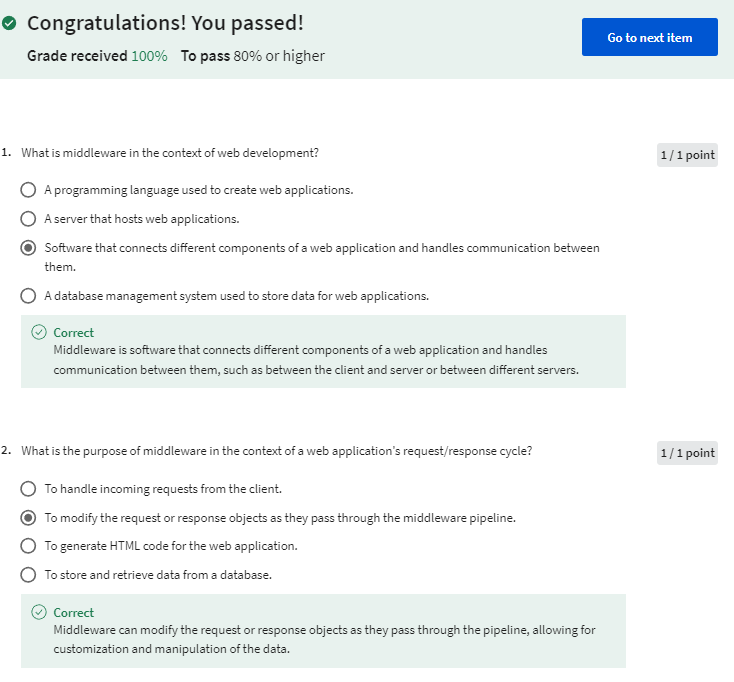 Congratulations! You passed!
Go to next item
Grade received 100% To pass 80% or higher
1. What is middleware in the context of web development?
1 / 1 point
A programming language used to create web applications.
A server that hosts web applications.
Software that connects different components of a web application and handles communication between
them.
A database management system used to store data for web applications.
Correct
Middleware is software that connects different components of a web application and handles
communication between them, such as between the client and server or between different servers.
2. What is the purpose of middleware in the context of a web application's request/response cycle?
1 / 1 point
To handle incoming requests from the client.
To modify the request or response objects as they pass through the middleware pipeline.
To generate HTML code for the web application.
To store and retrieve data from a database.
Correct
Middleware can modify the request or response objects as they pass through the pipeline, allowing for
customization and manipulation of the data.